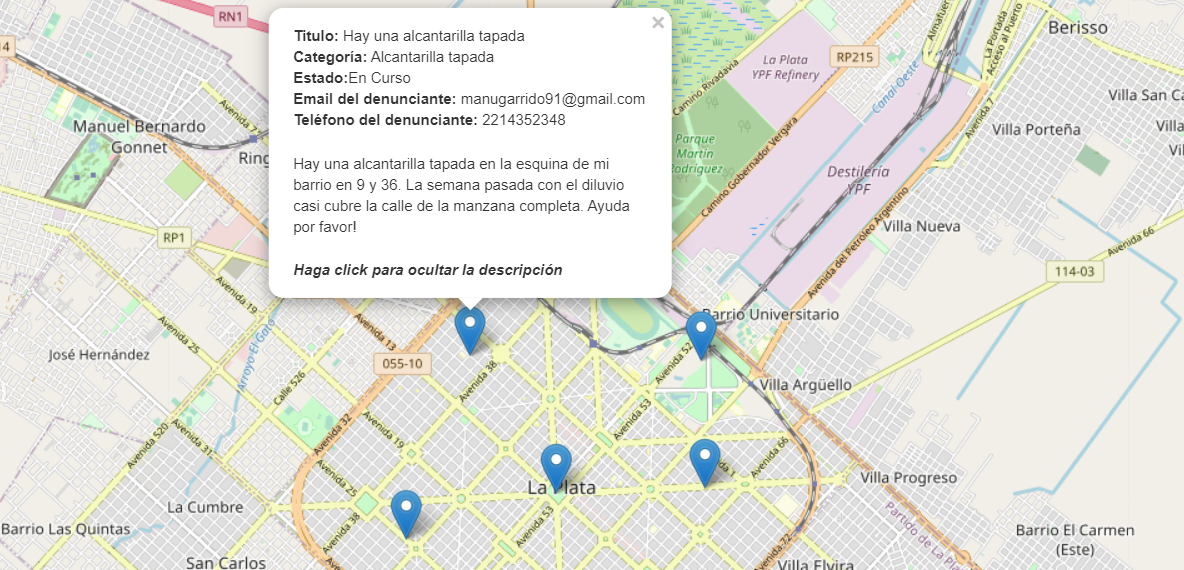 RN1
14
Titulo: Hay una alcantarilla tapada
Categoría: Alcantarilla tapada
Estado:En Curso
Email del denunciante: manugarrido91@gmail.com
Teléfono del denunciante: 2214352348
Hay una alcantarilla tapada en la esquina de mi
barrio en 9 y 36. La semana pasada con el diluvio
casi cubre la calle de la manzana completa. Ayuda
por favor!
Haga click para ocultar la descripción
×
Berisso
La Plata
YPF Refinery
RP215
Camino Rivadavia
Canal Oeste
La Portada
Acceso al Puerto
Avenida 7
Villa San Ca
Villa Porteña
Manuel Bernardo
Gonnet
Avenida 7
Ring
Parque
Martín
Rodríguez
Camino Gobernador Vergara
Destilería
YPF
Avenida del Petróleo Argentino
Villa Nueva
Avenida 66
114-03
RP1
Avenida 19
Avenida 25
Avenida 13
Arroyo El Gato
José Hernández
Calle 526
055-10
Avenida 38
Barrio Universitario
Avenida 52
Villa Argüello
Avenida 53
Avenida 32
Avenida 520
Avenida 31
Avenida 19
Avenida 66
Avenida 1
La Plata
Avenida 25
Avenida 38
Avenida 53
Avenida 72
La Cumbre
Villa Progreso
Barrio Las Quintas
San Carlos
Partido de La Pla
Villa Elvira
Barrio El Carmen
(Este)